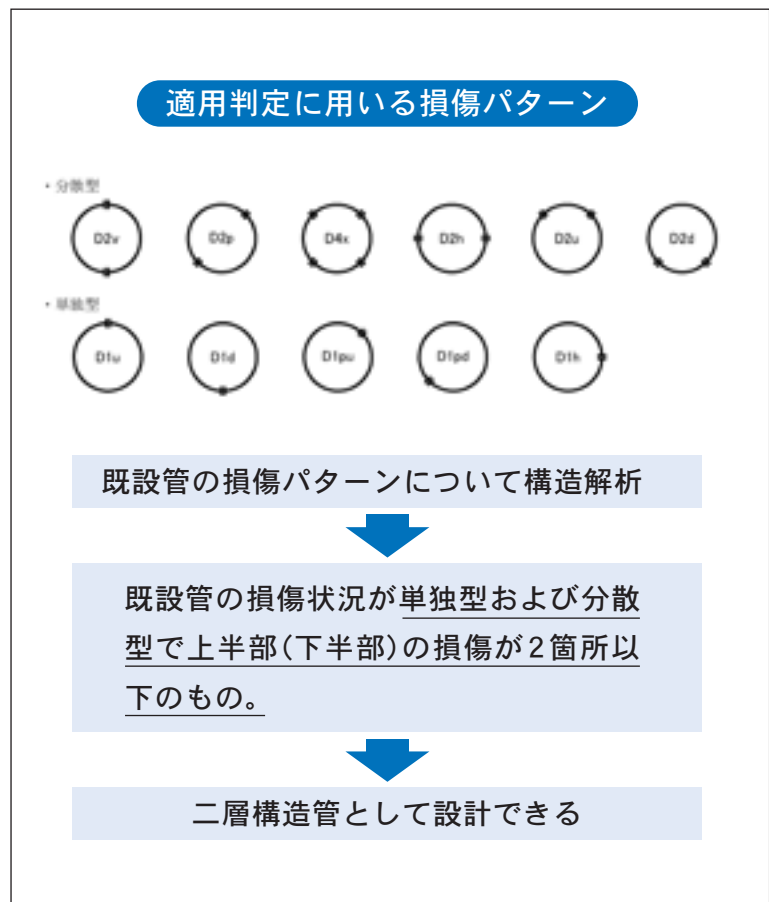 適用判定に用いる損傷パターン
・分散型
D2v D2p D4x D2h D2u D2d
・単独型
D1u D1d D1pu D1pd D1h
既設管の損傷パターンについて構造解析
既設管の損傷状況が単独型および分散
型で上半部(下半部)の損傷が2箇所以
下のもの。
二層構造管として設計できる